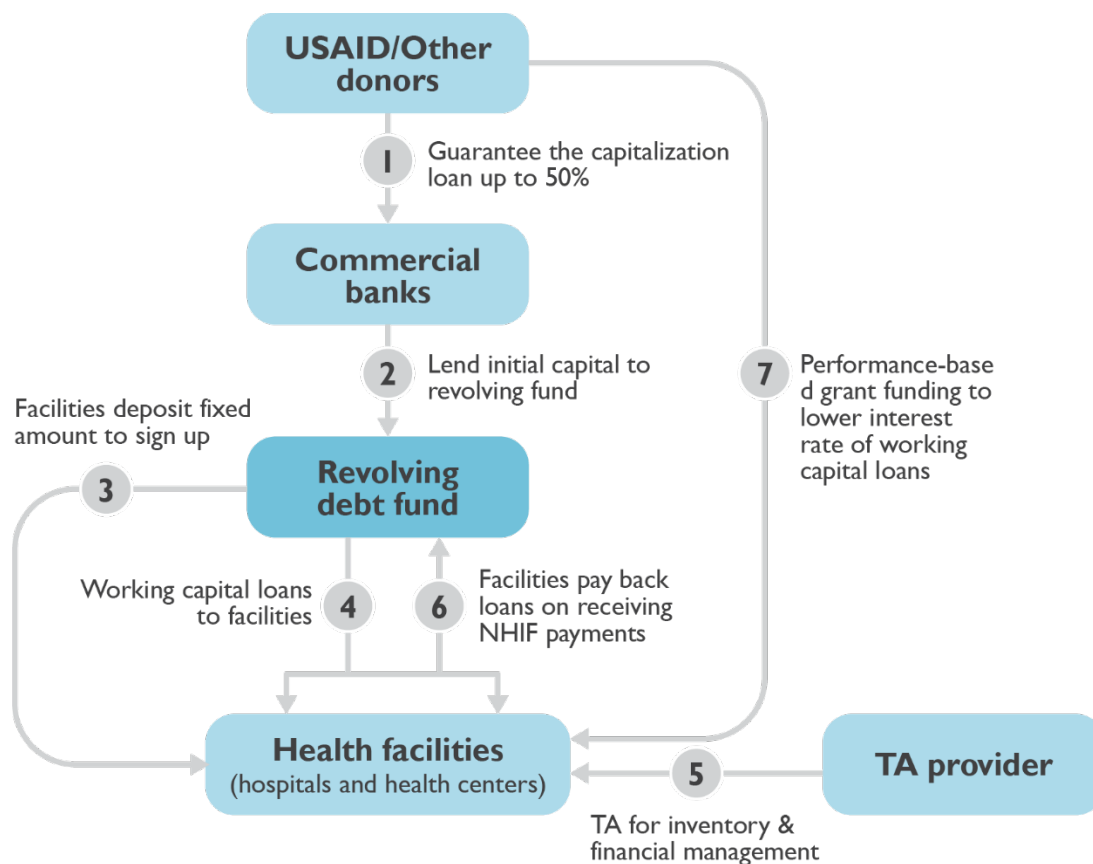 USAID/Other
donors
1
Guarantee the capitalization
loan up to 50%
Commercial
banks
2
Lend initial capital to
revolving fund
7
Performance-base
d grant funding to
lower interest
rate of working
capital loans
Facilities deposit fixed
amount to sign up
3
Revolving
debt fund
Working capital loans
to facilities
4
6
Facilities pay back
loans on receiving
NHIF payments
Health facilities
(hospitals and health centers)
5
TA for inventory &
financial management
TA provider